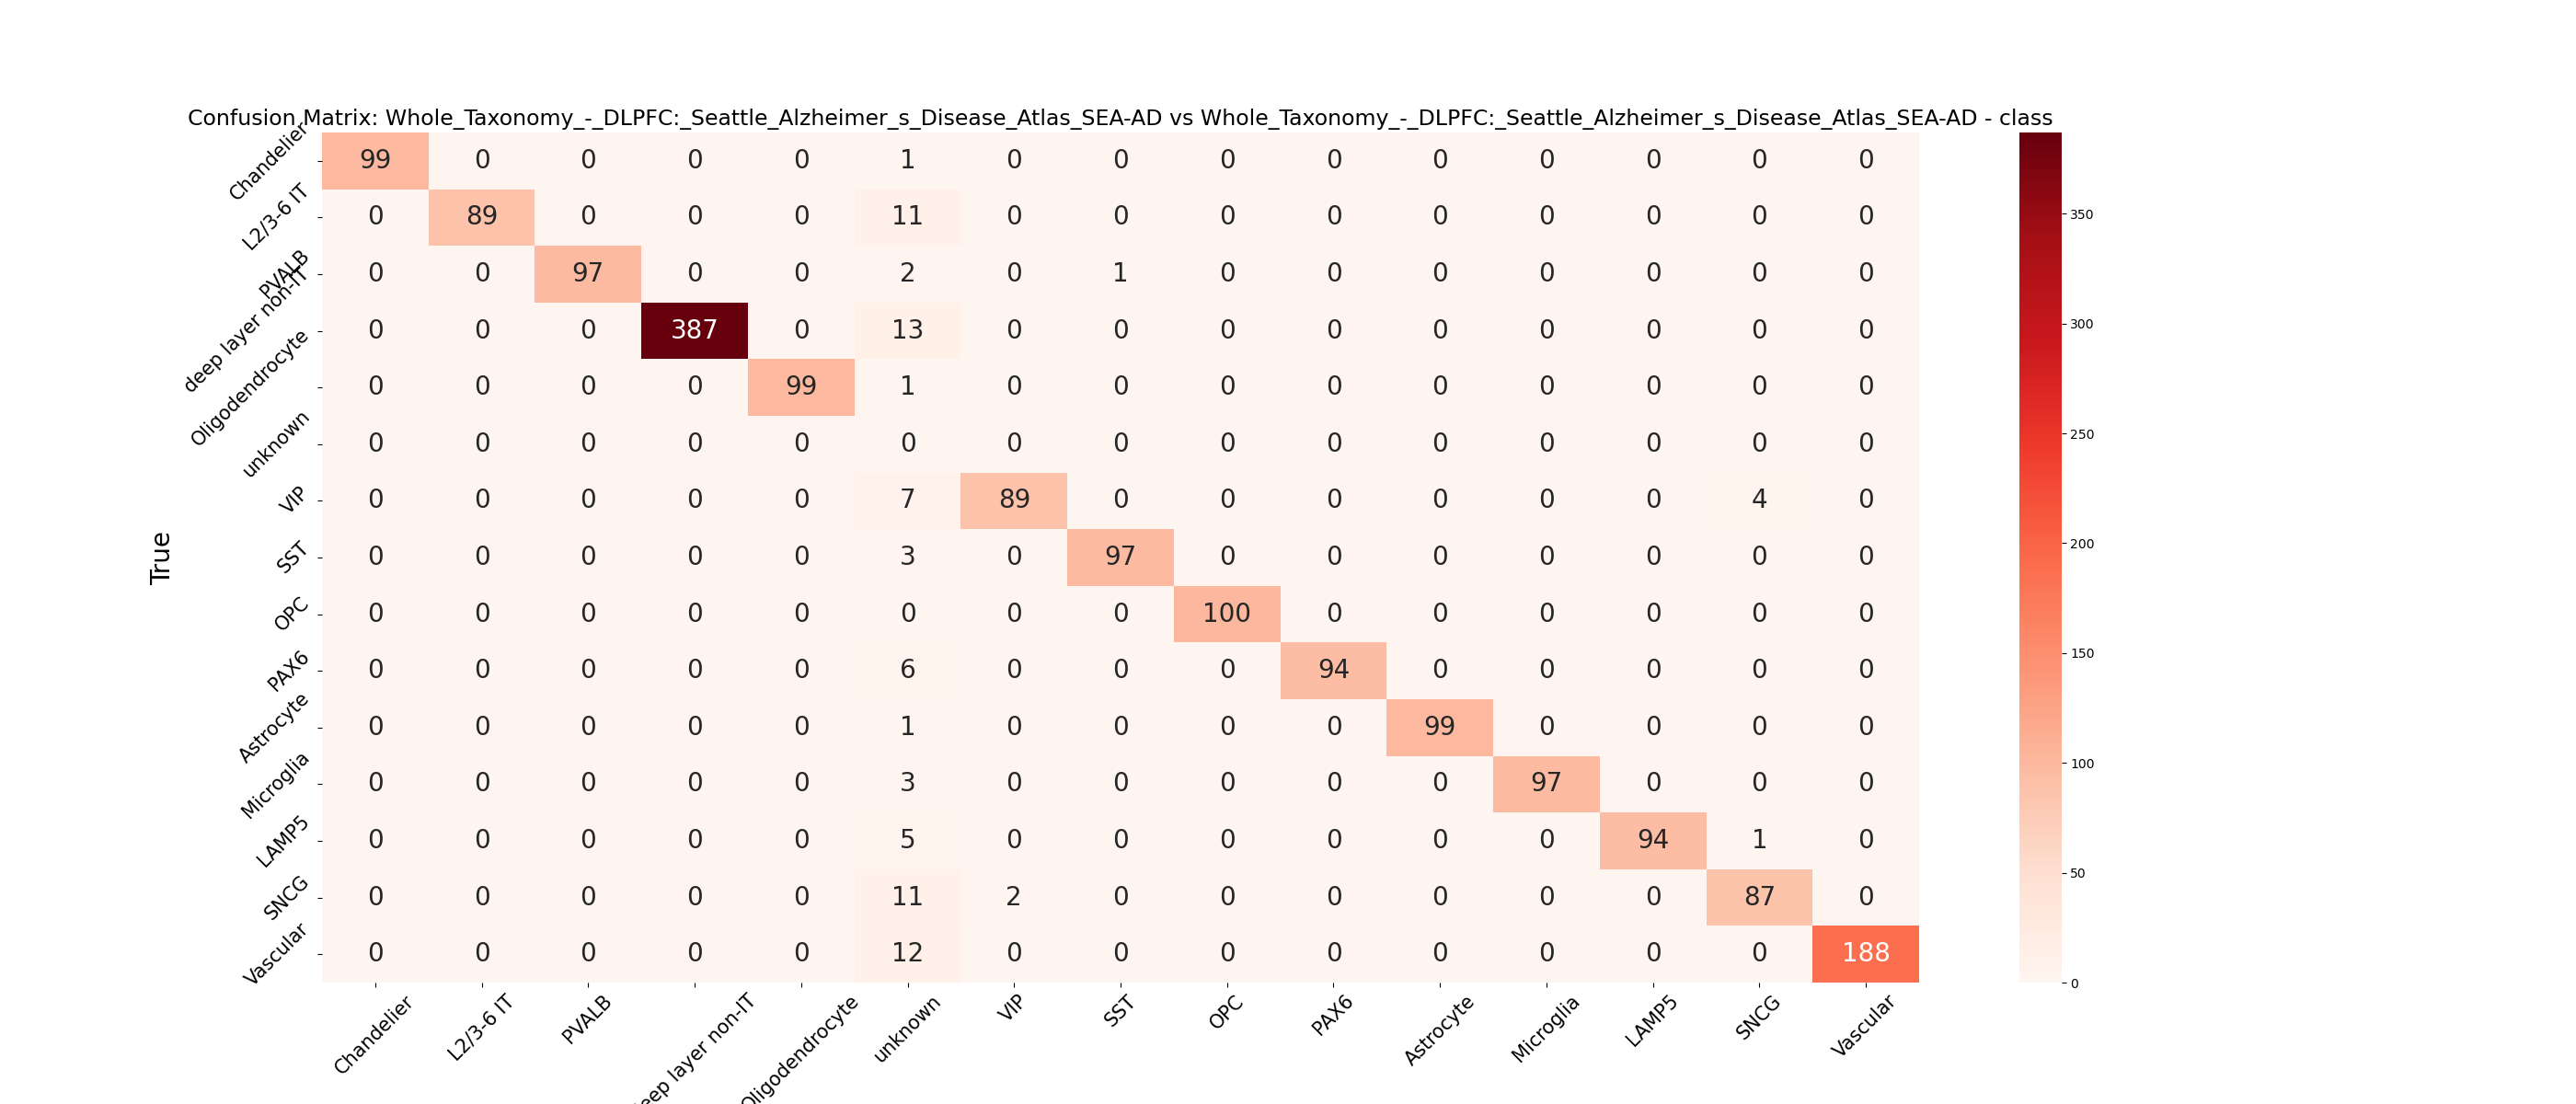 Confusion Matrix: Whole_Taxonomy_-_DLPFC:_Seattle_Alzheimer_s_Disease_Atlas_SEA-AD vs Whole_Taxonomy_-_DLPFC:_Seattle_Alzheimer_s_Disease_Atlas_SEA-AD - class
Chandelier 99 0 0 0 0 1 0 0 0 0 0 0 0 0 0
L2/3-6 IT 0 89 0 0 0 11 0 0 0 0 0 0 0 0 0
PVALB 0 0 97 0 0 2 0 1 0 0 0 0 0 0 0
deep layer non-IT 0 0 0 387 0 13 0 0 0 0 0 0 0 0 0
Oligodendrocyte 0 0 0 0 99 1 0 0 0 0 0 0 0 0 0
unknown 0 0 0 0 0 0 0 0 0 0 0 0 0 0 0
VIP 0 0 0 0 0 7 89 0 0 0 0 0 0 4 0
SST 0 0 0 0 0 3 0 97 0 0 0 0 0 0 0
OPC 0 0 0 0 0 0 0 0 100 0 0 0 0 0 0
PAX6 0 0 0 0 0 6 0 0 0 94 0 0 0 0 0
Astrocyte 0 0 0 0 0 1 0 0 0 0 99 0 0 0 0
Microglia 0 0 0 0 0 3 0 0 0 0 0 97 0 0 0
LAMP5 0 0 0 0 0 5 0 0 0 0 0 0 94 1 0
SNCG 0 0 0 0 0 11 2 0 0 0 0 0 0 87 0
Vascular 0 0 0 0 0 12 0 0 0 0 0 0 0 0 188
True
Chandelier L2/3-6 IT PVALB eep layer non-IT Oligodendrocyte unknown VIP SST OPC PAX6 Astrocyte Microglia LAMP5 SNCG Vascular
350
300
250
200
150
100
50
0